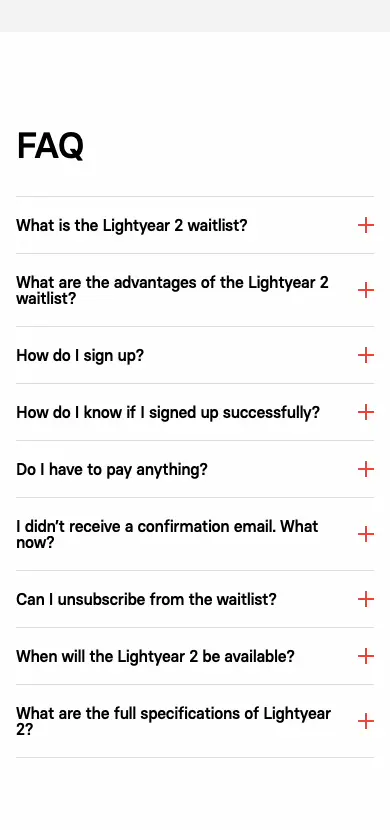 FAQ
What is the Lightyear 2 waitlist?
What are the advantages of the Lightyear 2
waitlist?
How do I sign up?
How do I know if I signed up successfully?
Do I have to pay anything?
I didn't receive a confirmation email. What
now?
Can I unsubscribe from the waitlist?
When will the Lightyear 2 be available?
What are the full specifications of Lightyear
2?